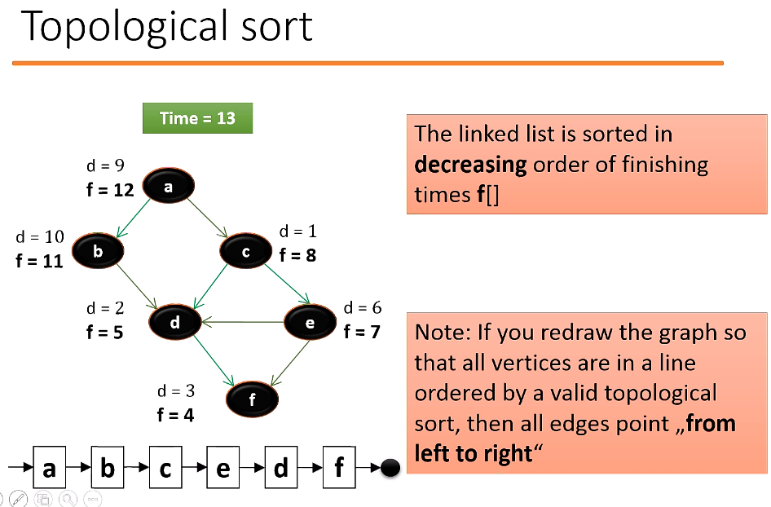 Topological sort
Time = 13
The linked list is sorted in
decreasing order of finishing
times f[]
d = 9
f = 12
a
d = 10
f = 11
b
c
d = 1
f = 8
d = 2
f = 5
d
e
d = 6
f = 7
d = 3
f = 4
f
Note: If you redraw the graph so
that all vertices are in a line
ordered by a valid topological
sort, then all edges point „from
left to right“
a b c e d f